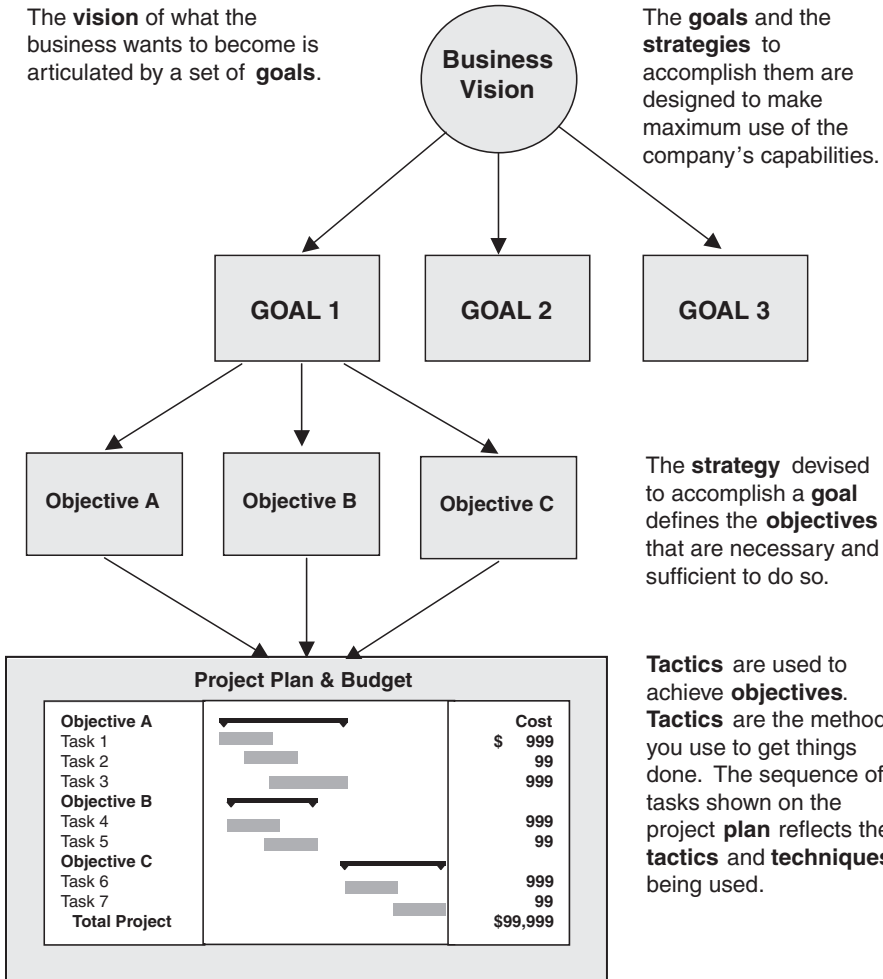 The vision of what the
business wants to become is
articulated by a set of goals.
Business
Vision
The goals and the
strategies to
accomplish them are
designed to make
maximum use of the
company's capabilities.
GOAL 1
GOAL 2
GOAL 3
Objective A
Objective B
Objective C
The strategy devised
to accomplish a goal
defines the objectives
that are necessary and
sufficient to do so.
Project Plan & Budget
Objective A Cost
Task 1 $ 999
Task 2 99
Task 3 999
Objective B
Task 4 999
Task 5 99
Objective C
Task 6 999
Task 7 99
Total Project $99,999
Tactics are used to
achieve objectives.
Tactics are the method
you use to get things
done. The sequence of
tasks shown on the
project plan reflects the
tactics and techniques
being used.